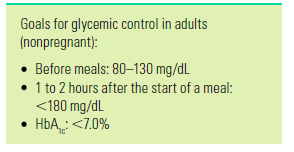 Goals for glycemic control in adults
(nonpregnant):
• Before meals: 80–130 mg/dL
• 1 to 2 hours after the start of a meal:
<180 mg/dL
• HbA1c: <7.0%